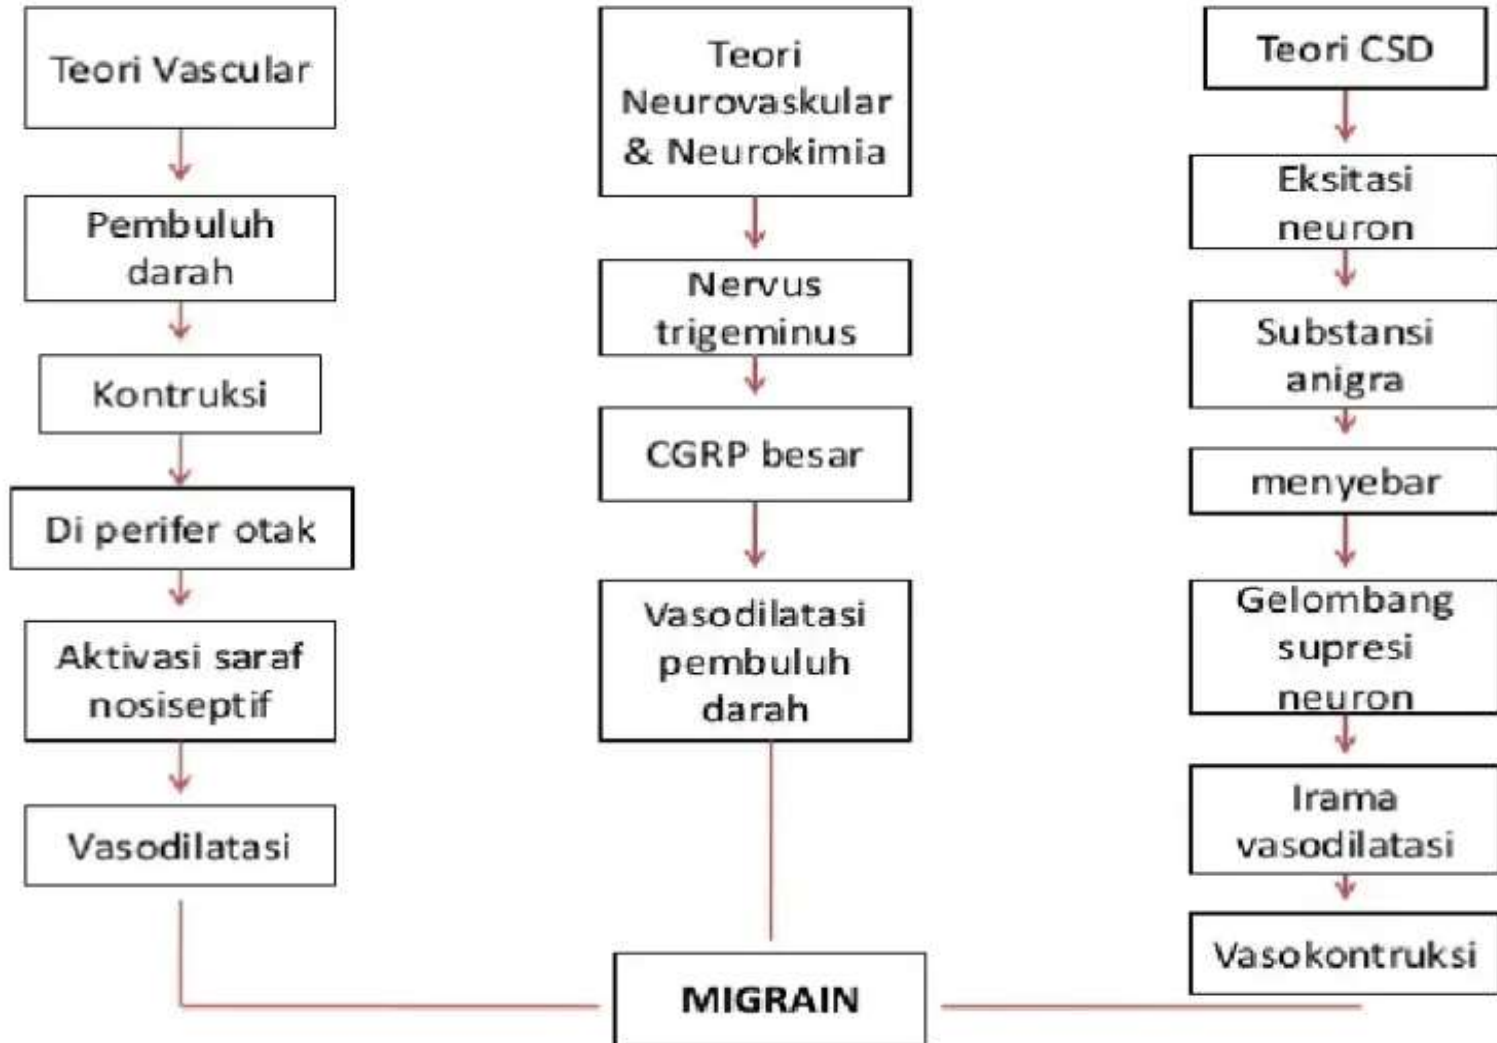 Teori Vascular
Pembuluh
darah
Kontruksi
Di perifer otak
Aktivasi saraf
nosiseptif
Vasodilatasi
Teori
Neurovaskular
& Neurokimia
Nervus
trigeminus
CGRP besar
Vasodilatasi
pembuluh
darah
Teori CSD
Eksitasi
neuron
Substansi
anigra
menyebar
Gelombang
supresi
neuron
Irama
vasodilatasi
Vasokontruksi
MIGRAIN